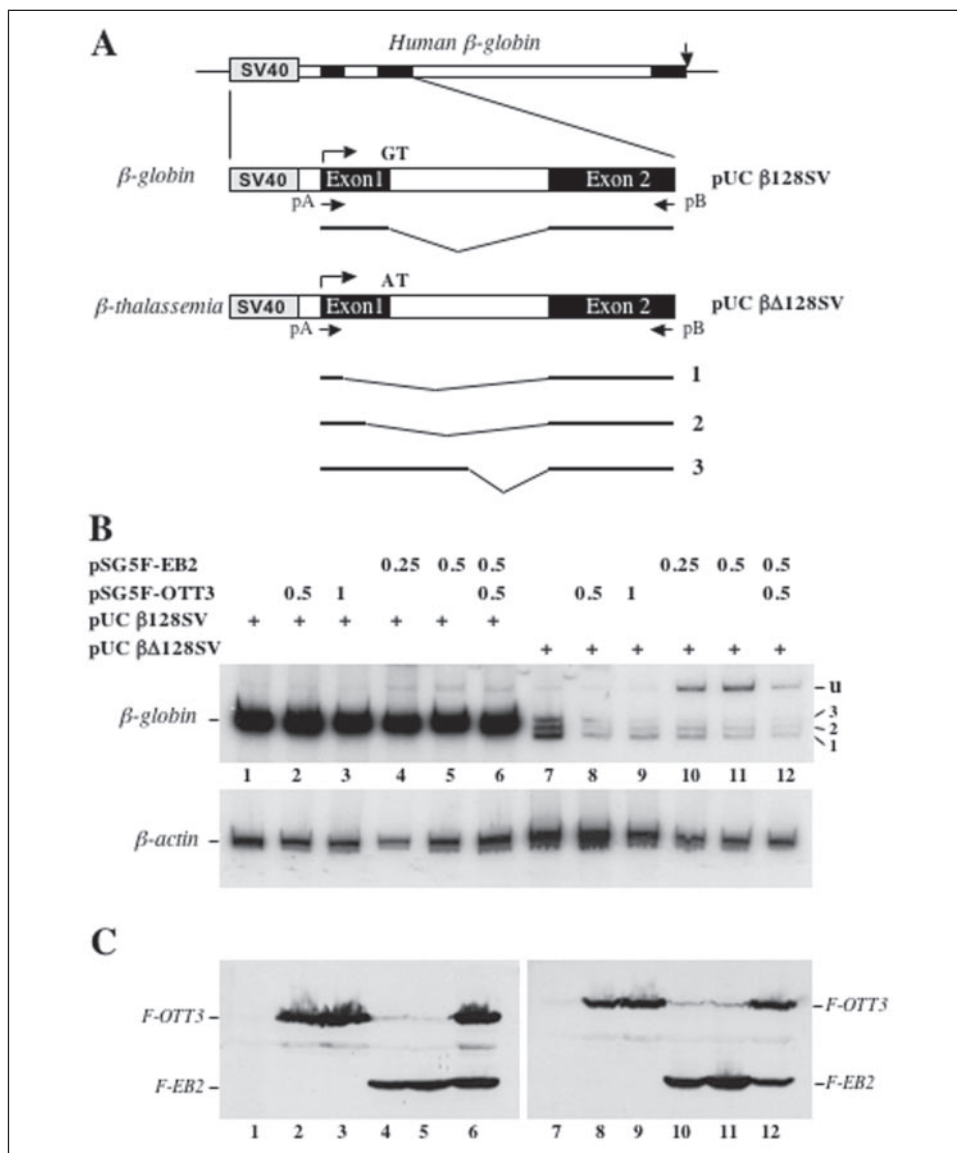 A
Human β-globin
SV40
GT
β-globin SV40 Exon1 Exon 2 pUC β128SV
pA pB
AT
β-thalassemia SV40 Exon1 Exon 2 pUC βΔ128SV
pA pB
1
2
3
B
pSG5F-EB2 0.25 0.5 0.5 0.25 0.5 0.5
pSG5F-OTT3 0.5 1 0.5 0.5 1 0.5
pUC β128SV + + + + + +
pUC βΔ128SV + + + + + +
u
β-globin 3
2
1
1 2 3 4 5 6 7 8 9 10 11 12
β-actin
C
F-OTT3 F-OTT3
F-EB2 F-EB2
1 2 3 4 5 6 7 8 9 10 11 12